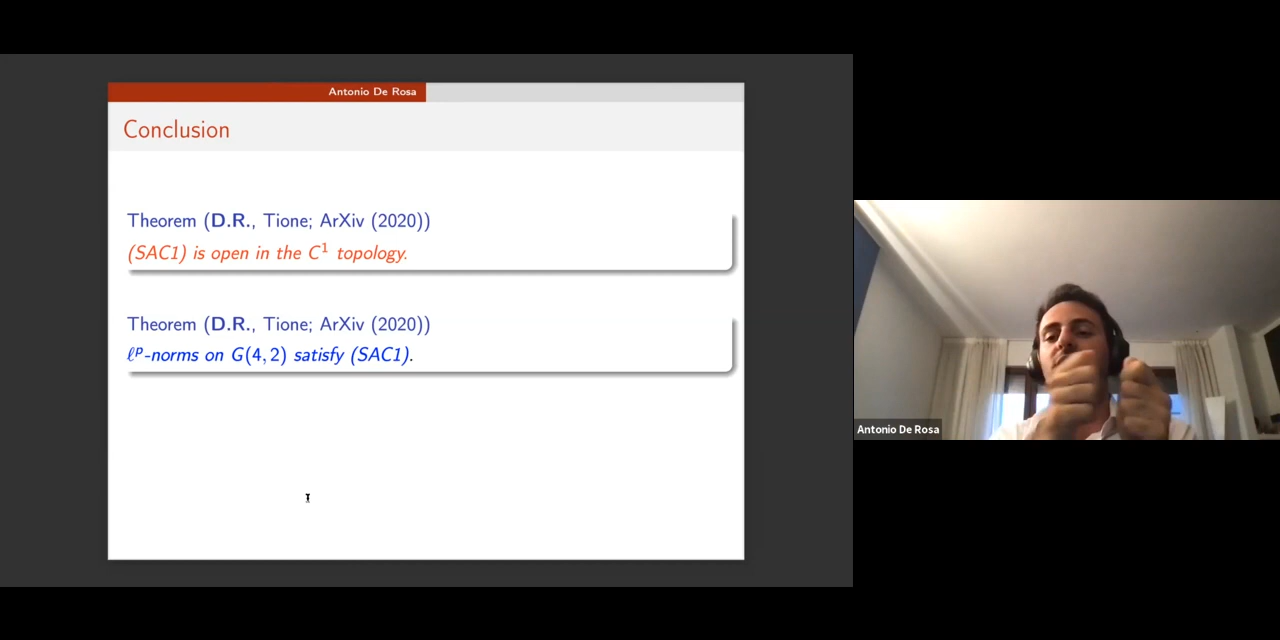 Antonio De Rosa
Conclusion
Theorem (D.R., Tione; ArXiv (2020))
(SAC1) is open in the C¹ topology.
Theorem (D.R., Tione; ArXiv (2020))
ℓᵖ-norms on G(4, 2) satisfy (SAC1).
Antonio De Rosa